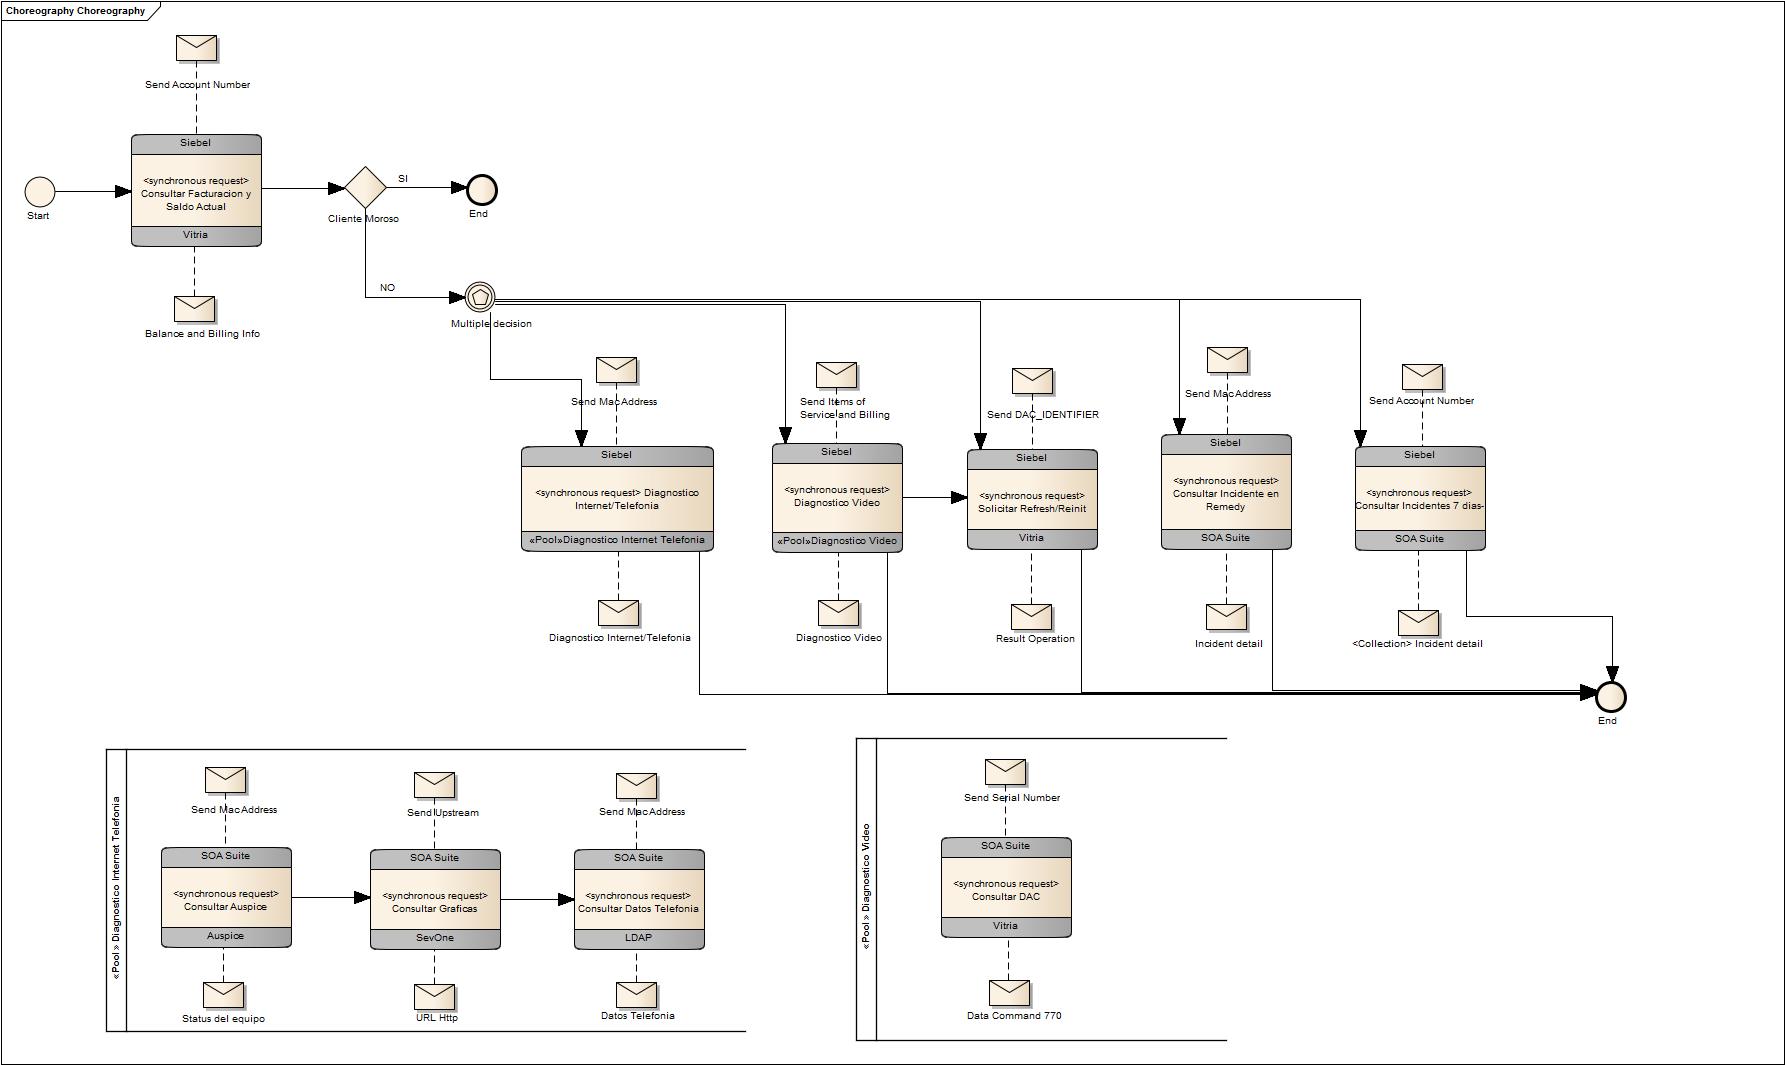 Choreography Choreography
Send Account Number
Siebel
<synchronous request>
Consultar Facturacion y
Saldo Actual
Vitria
Start
Balance and Billing Info
Cliente Moroso
SI
End
NO
Multiple decision
Send MacAddress
Siebel
<synchronous request> Diagnostico
Internet/Telefonia
«Pool»Diagnostico Internet Telefonia
Diagnostico Internet/Telefonia
Send Items of
Service and Billing
Siebel
<synchronous request>
Diagnostico Video
«Pool»Diagnostico Video
Diagnostico Video
Send DAC_IDENTIFIER
Siebel
<synchronous request>
Solicitar Refresh/Reinit
Vitria
Result Operation
Send MacAddress
Siebel
<synchronous request>
Consultar Incidente en
Remedy
SOA Suite
Incident detail
Send Account Number
Siebel
<synchronous request>
Consultar Incidentes 7 dias-
SOA Suite
<Collection> Incident detail
End
«Pool» Diagnostico Internet Telefonia
Send MacAddress
SOA Suite
<synchronous request>
Consultar Auspice
Auspice
Status del equipo
Send Upstream
SOA Suite
<synchronous request>
Consultar Graficas
SevOne
URL Http
Send MacAddress
SOA Suite
<synchronous request>
Consultar Datos Telefonia
LDAP
Datos Telefonia
«Pool» Diagnostico Video
Send Serial Number
SOA Suite
<synchronous request>
Consultar DAC
Vitria
Data Command 770